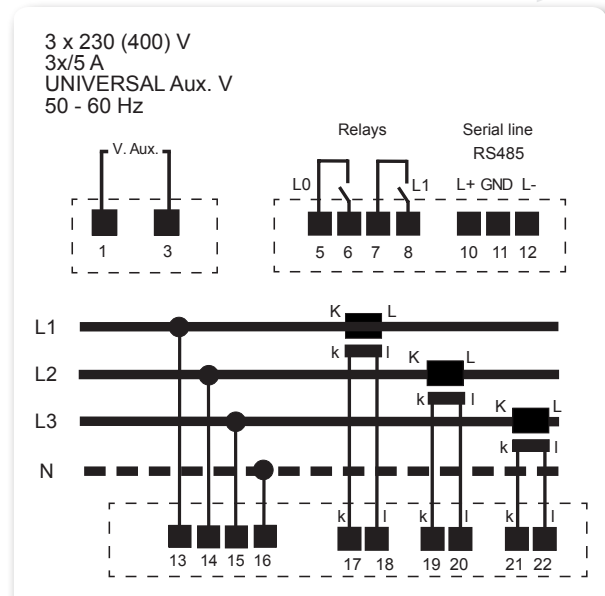 3 x 230 (400) V
3x/5 A
UNIVERSAL Aux. V
50 - 60 Hz
Relays Serial line
V. Aux. RS485
L0 L1 L+ GND L-
1 3 5 6 7 8 10 11 12
K L
L1
k l
K L
L2
k l
K L
L3
k l
N
k l k l k l
13 14 15 16 17 18 19 20 21 22